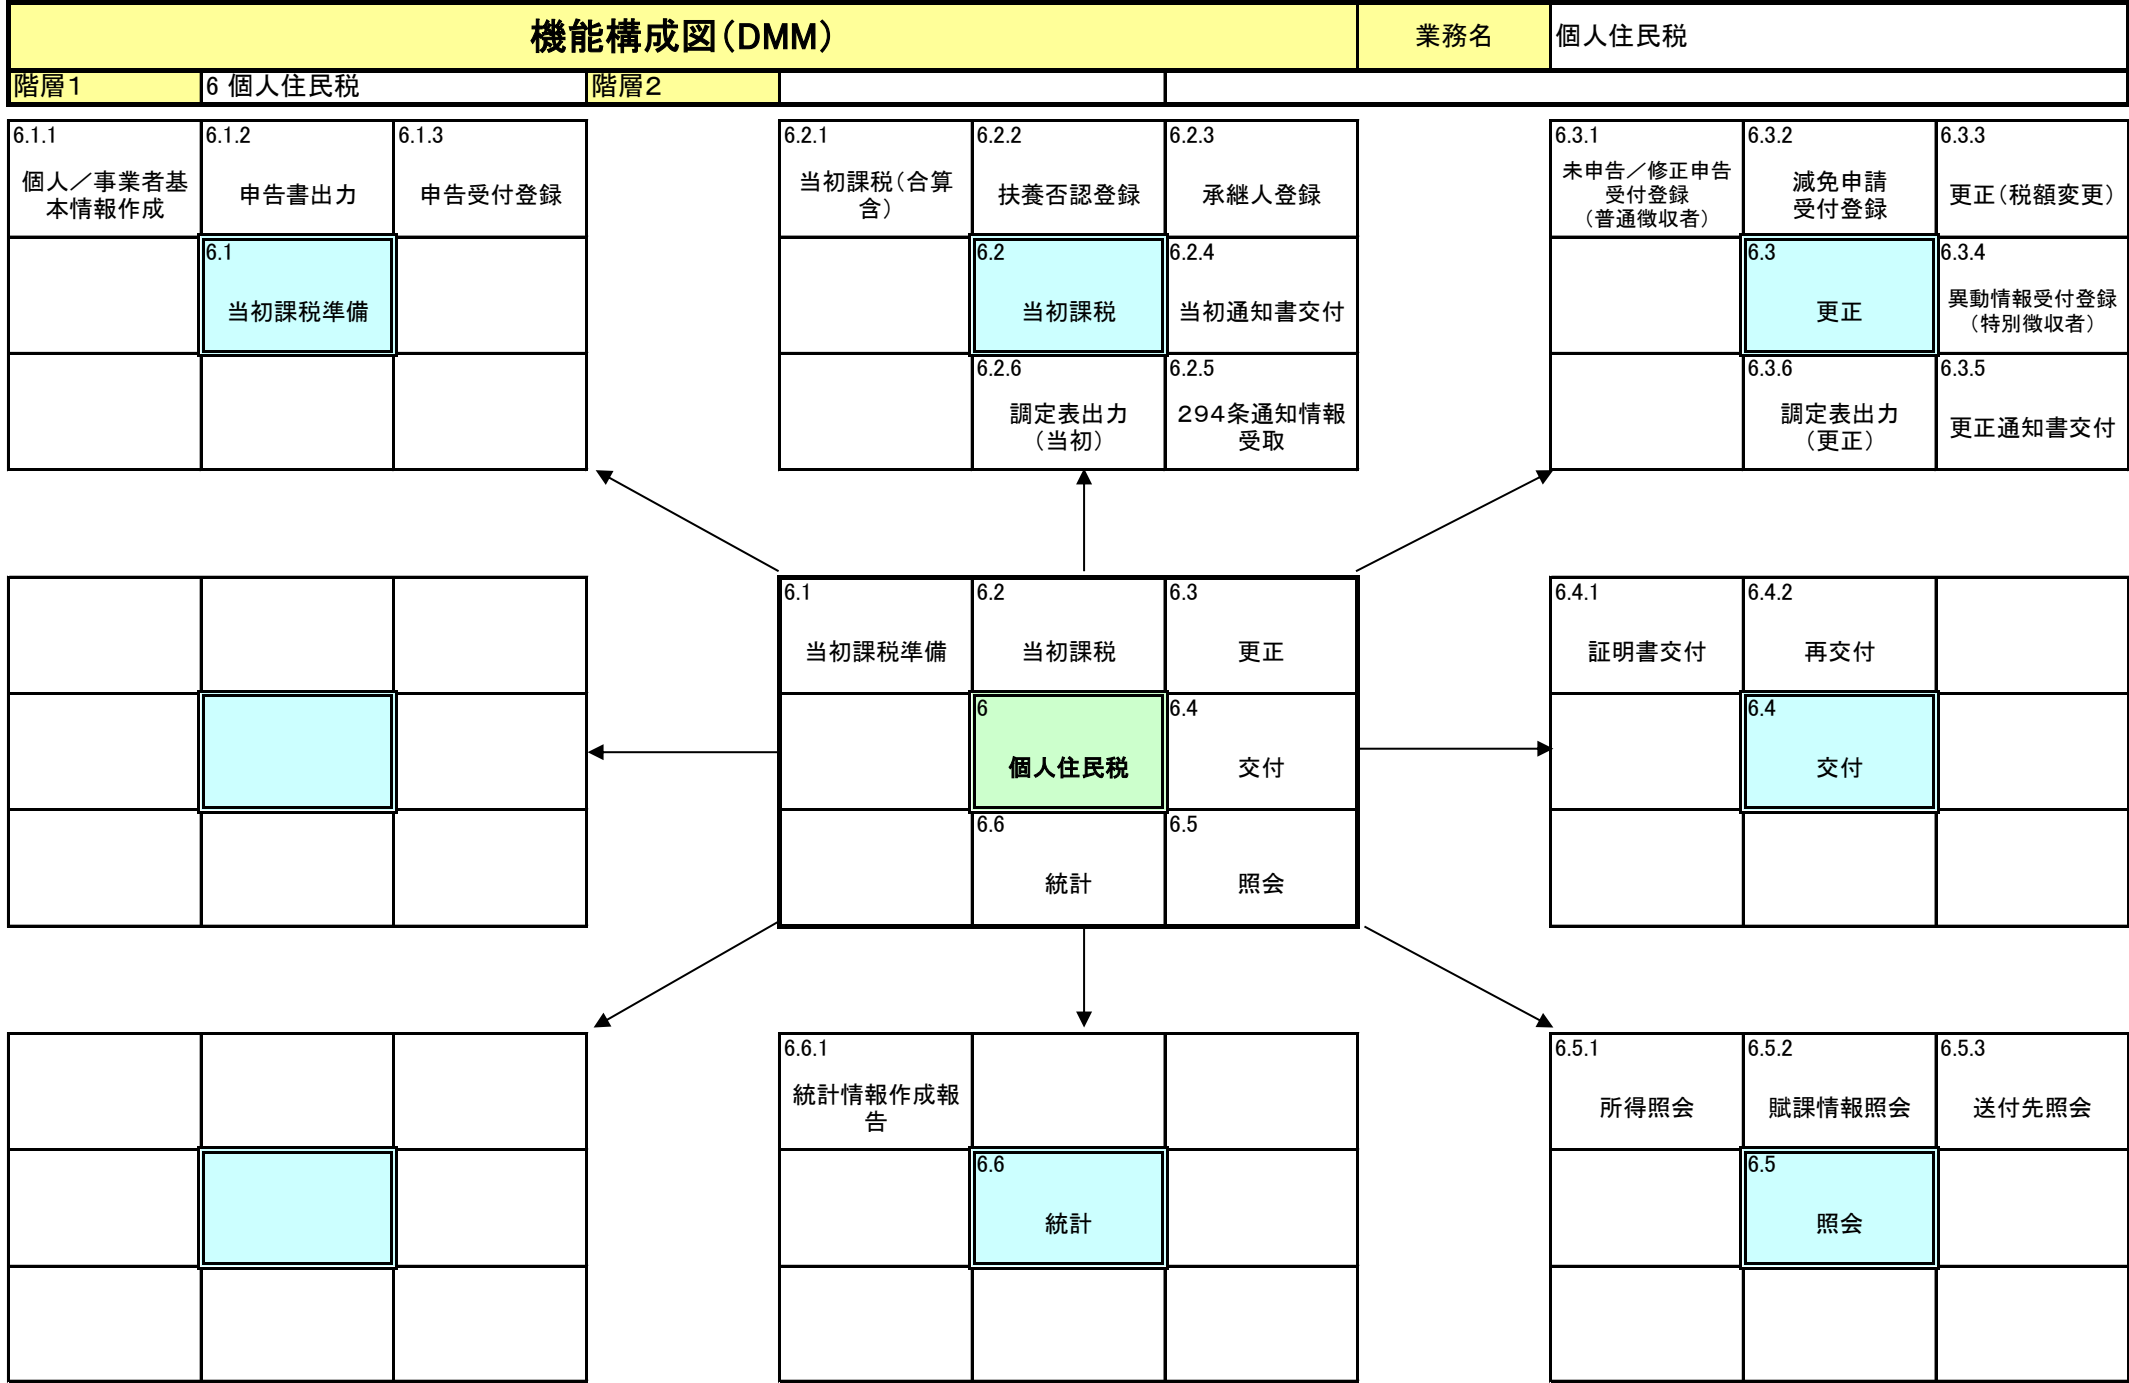 機能構成図（DMM）
業務名
個人住民税
階層１
6 個人住民税
階層２
6.1.1
個人／事業者基
本情報作成
6.1.2
申告書出力
6.1.3
申告受付登録
6.1
当初課税準備
6.2.1
当初課税（合算
含）
6.2.2
扶養否認登録
6.2.3
承継人登録
6.2
当初課税
6.2.4
当初通知書交付
6.2.6
調定表出力
（当初）
6.2.5
２９４条通知情報
受取
6.3.1
未申告／修正申告
受付登録
（普通徴収者）
6.3.2
減免申請
受付登録
6.3.3
更正（税額変更）
6.3
更正
6.3.4
異動情報受付登録
（特別徴収者）
6.3.6
調定表出力
（更正）
6.3.5
更正通知書交付
6.1
当初課税準備
6.2
当初課税
6.3
更正
6
個人住民税
6.4
交付
6.6
統計
6.5
照会
6.4.1
証明書交付
6.4.2
再交付
6.4
交付
6.6.1
統計情報作成報
告
6.6
統計
6.5.1
所得照会
6.5.2
賦課情報照会
6.5.3
送付先照会
6.5
照会